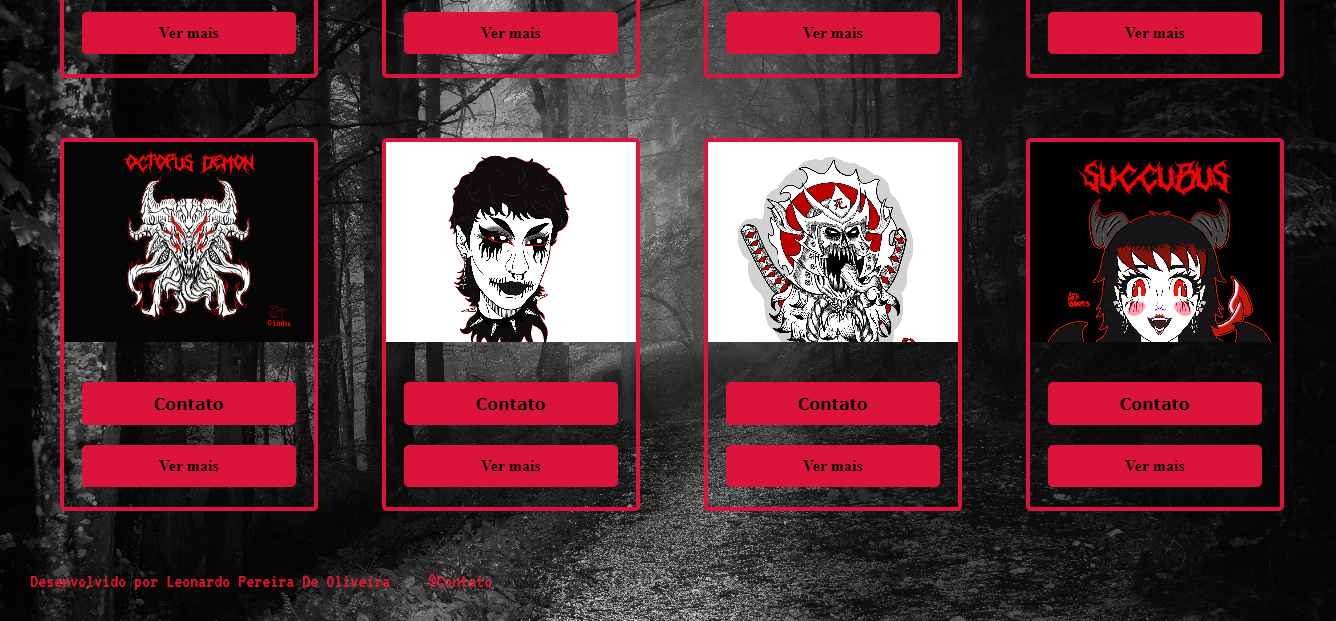 Ver mais Ver mais Ver mais Ver mais
OCTOPUS DEMON
SUCCUBUS
Contato Contato Contato Contato
Ver mais Ver mais Ver mais Ver mais
Desenvolvido por Leonardo Pereira De Oliveira @Contato